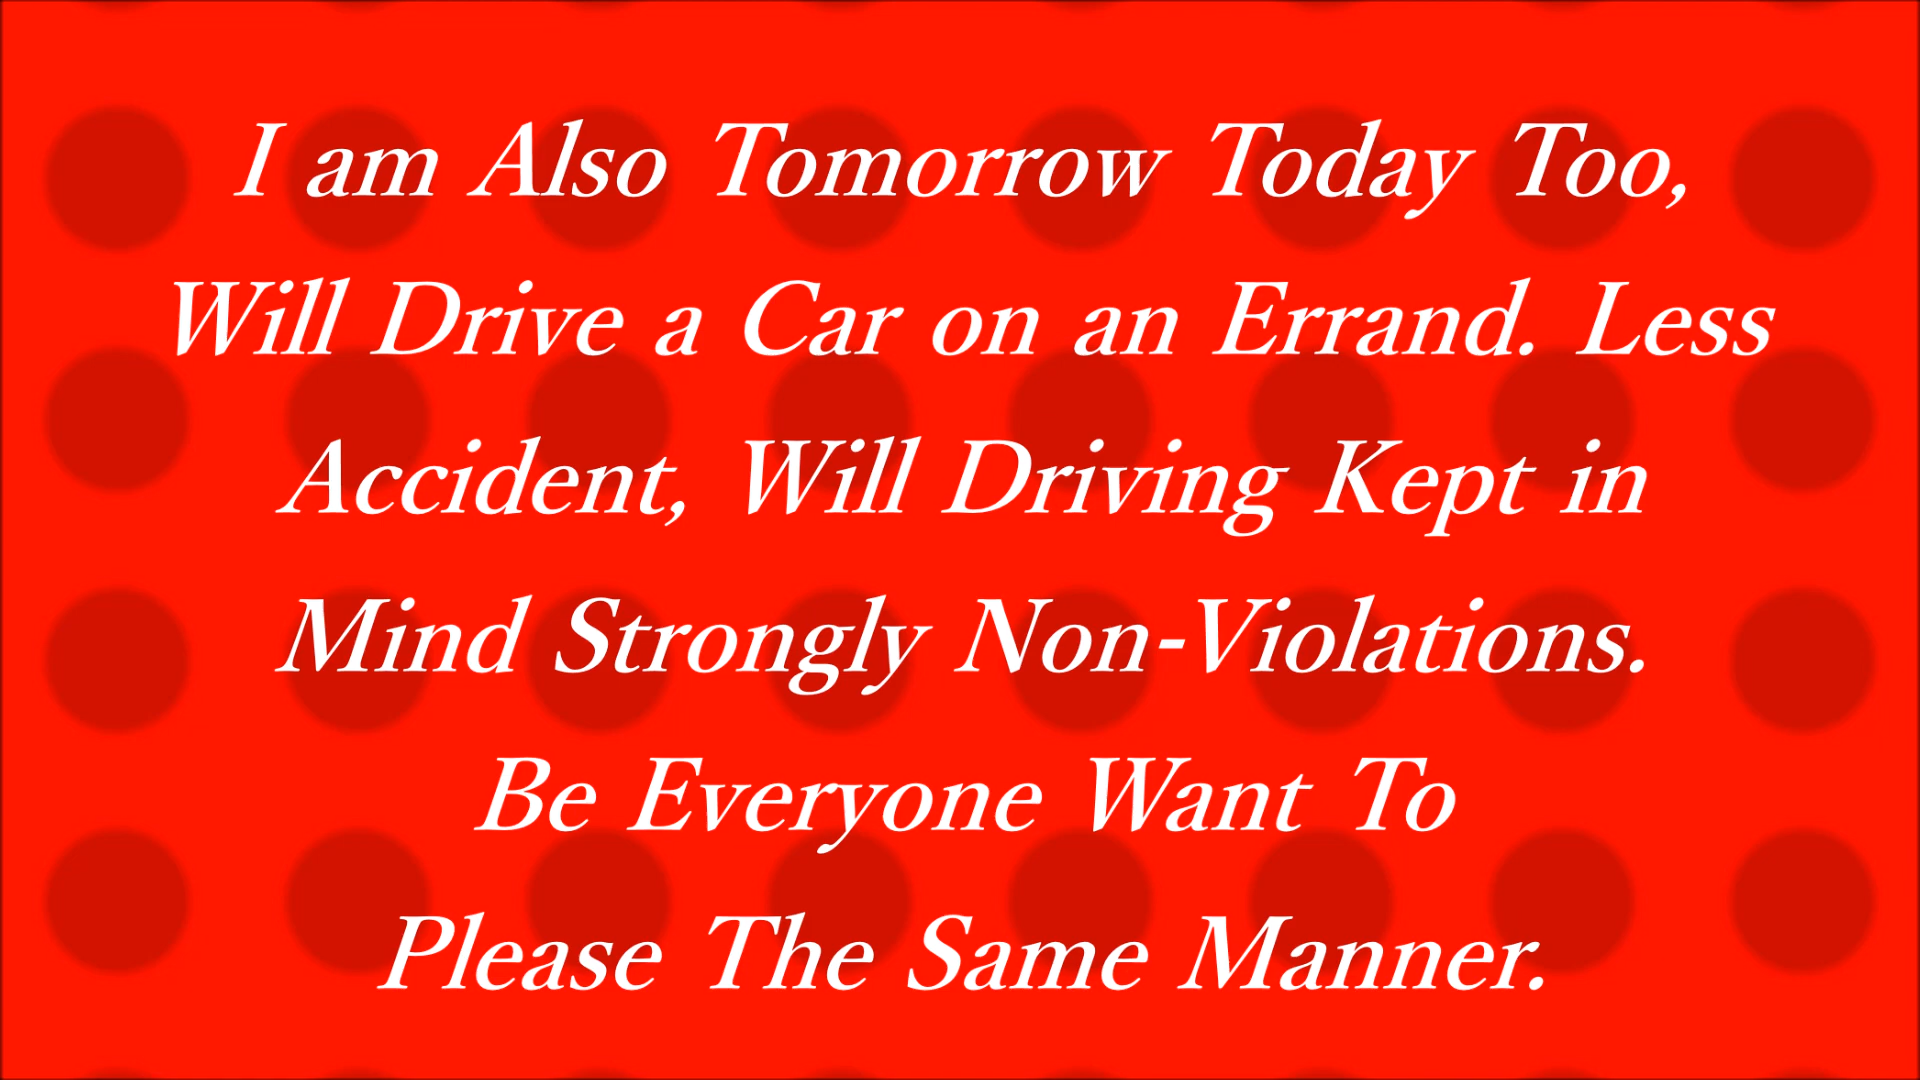 I am Also Tomorrow Today Too,
Will Drive a Car on an Errand. Less
Accident, Will Driving Kept in
Mind Strongly Non-Violations.
Be Everyone Want To
Please The Same Manner.